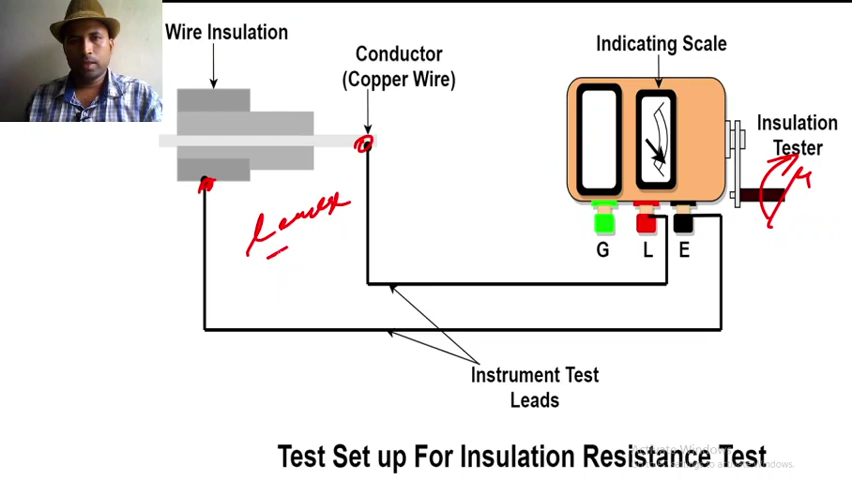 Wire Insulation
Conductor
(Copper Wire)
Indicating Scale
Insulation
Tester
G L E
Instrument Test
Leads
Test Set up For Insulation Resistance Test